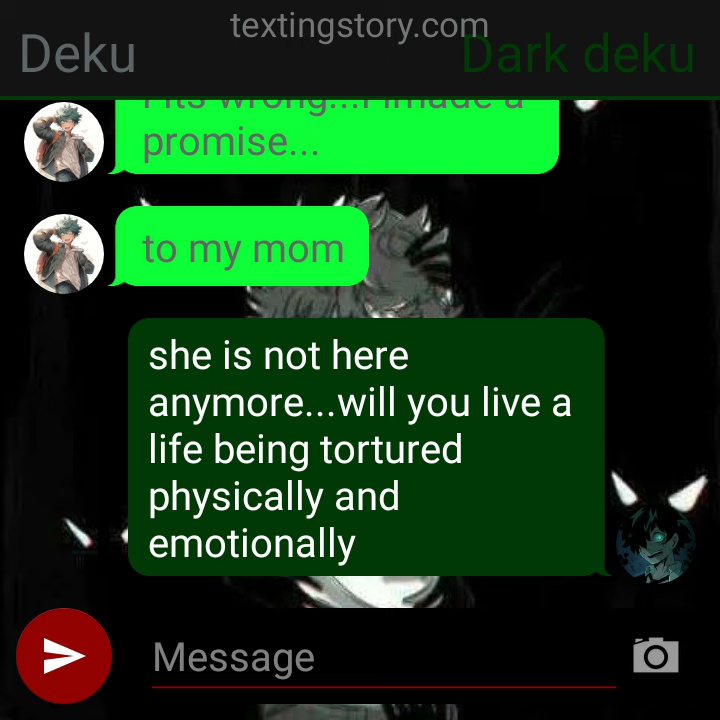 textingstory.com
Deku
Dark deku
promise...
to my mom
she is not here
anymore...will you live a
life being tortured
physically and
emotionally
Message